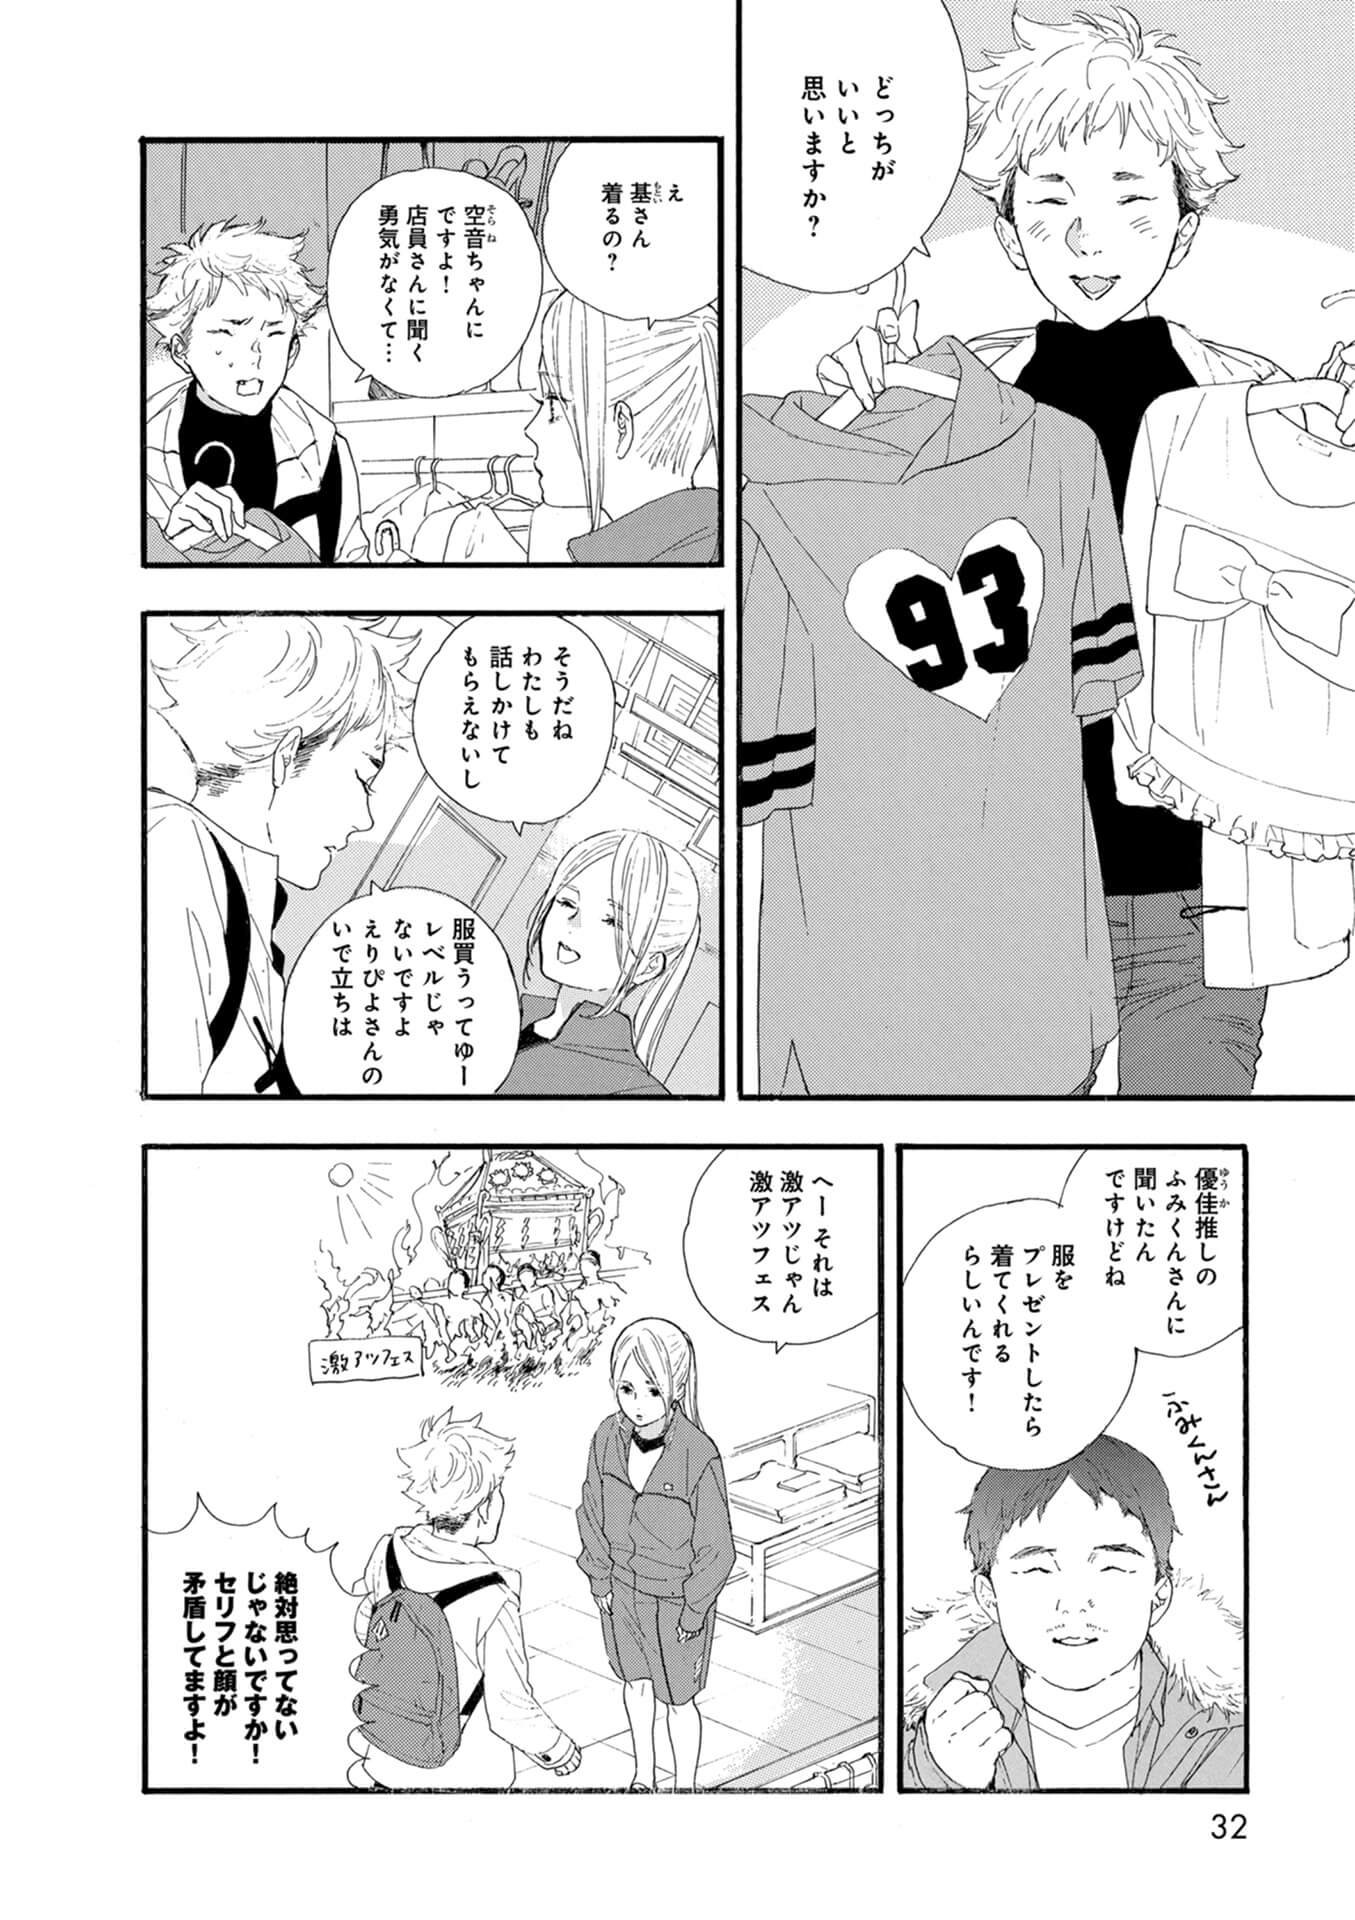 どっちが
いいと
思いますか?
93
え
基さん
もとい
着るの?
空音ちゃんに
そらね
ですよ!
店員さんに聞く
勇気がなくて…
そうだね
わたしも
話しかけて
もらえないし
服買うってゆー
レベルじゃ
ないですよ
えりぴよさんの
いで立ちは
優佳推しの
ゆうか
ふみくんさんに
聞いたん
ですけどね
服を
プレゼントしたら
着てくれる
らしいんです!
ふみくんさん
へーそれは
激アツじゃん
激アツフェス
激アツフェス
絶対思ってない
じゃないですか!
セリフと顔が
矛盾してますよ!
32